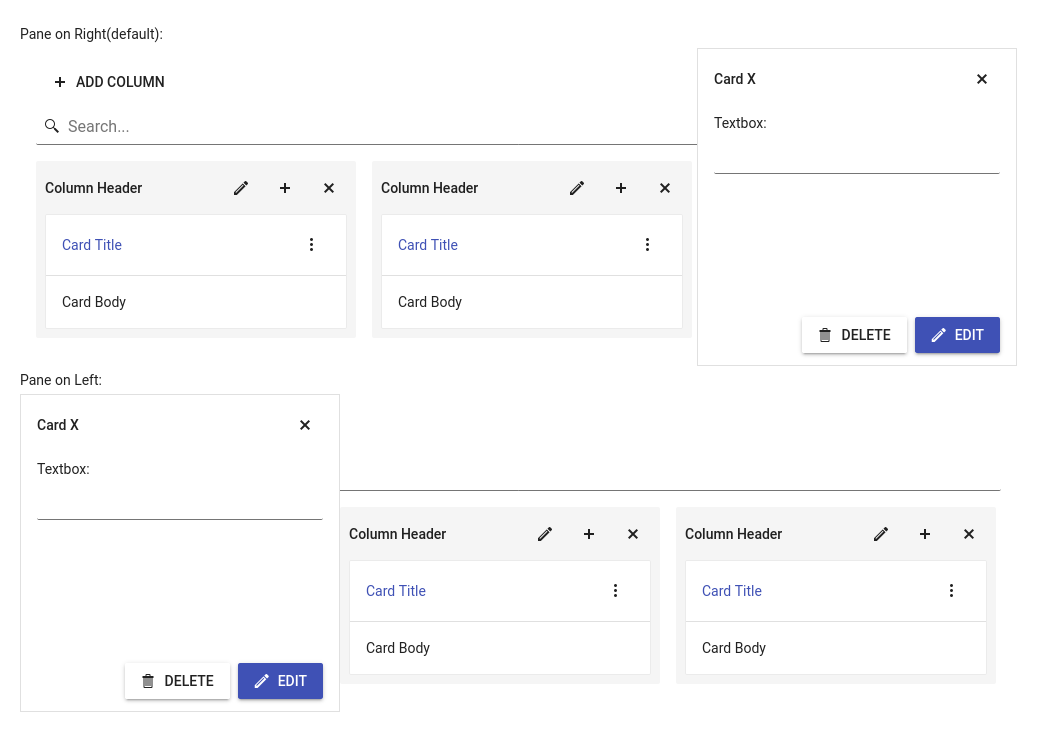 Pane on Right(default):
ADD COLUMN
Search...
Column Header
Card Title
Card Body
Column Header
Card Title
Card Body
Card X
Textbox:
DELETE
EDIT
Pane on Left:
Card X
Textbox:
DELETE
EDIT
Column Header
Card Title
Card Body
Column Header
Card Title
Card Body